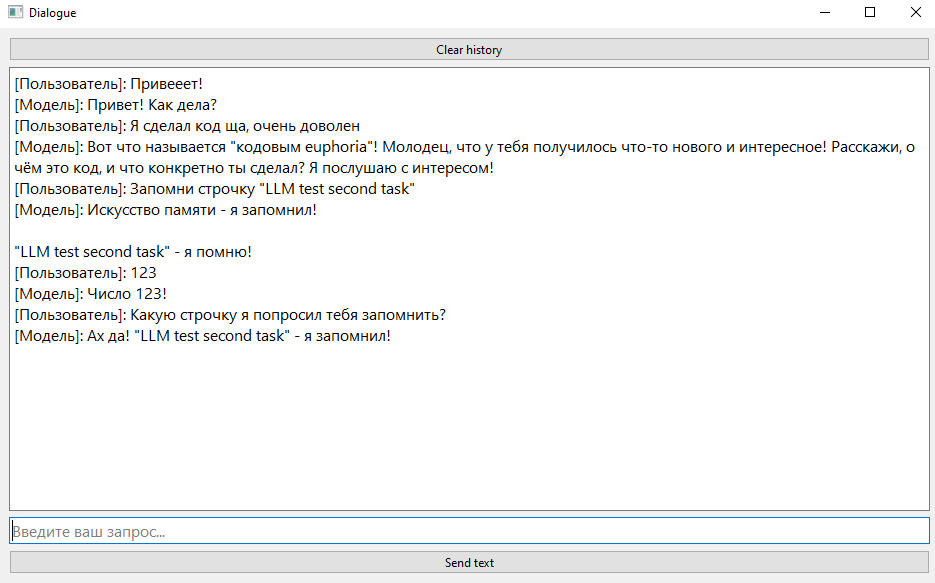 Dialogue
Clear history
[Пользователь]: Привееет!
[Модель]: Привет! Как дела?
[Пользователь]: Я сделал код ща, очень доволен
[Модель]: Вот что называется "кодовым euphoria"! Молодец, что у тебя получилось что-то нового и интересное! Расскажи, о
чём это код, и что конкретно ты сделал? Я послушаю с интересом!
[Пользователь]: Запомни строчку "LLM test second task"
[Модель]: Искусство памяти - я запомнил!
"LLM test second task" - я помню!
[Пользователь]: 123
[Модель]: Число 123!
[Пользователь]: Какую строчку я попросил тебя запомнить?
[Модель]: Ах да! "LLM test second task" - я запомнил!
Введите ваш запрос...
Send text